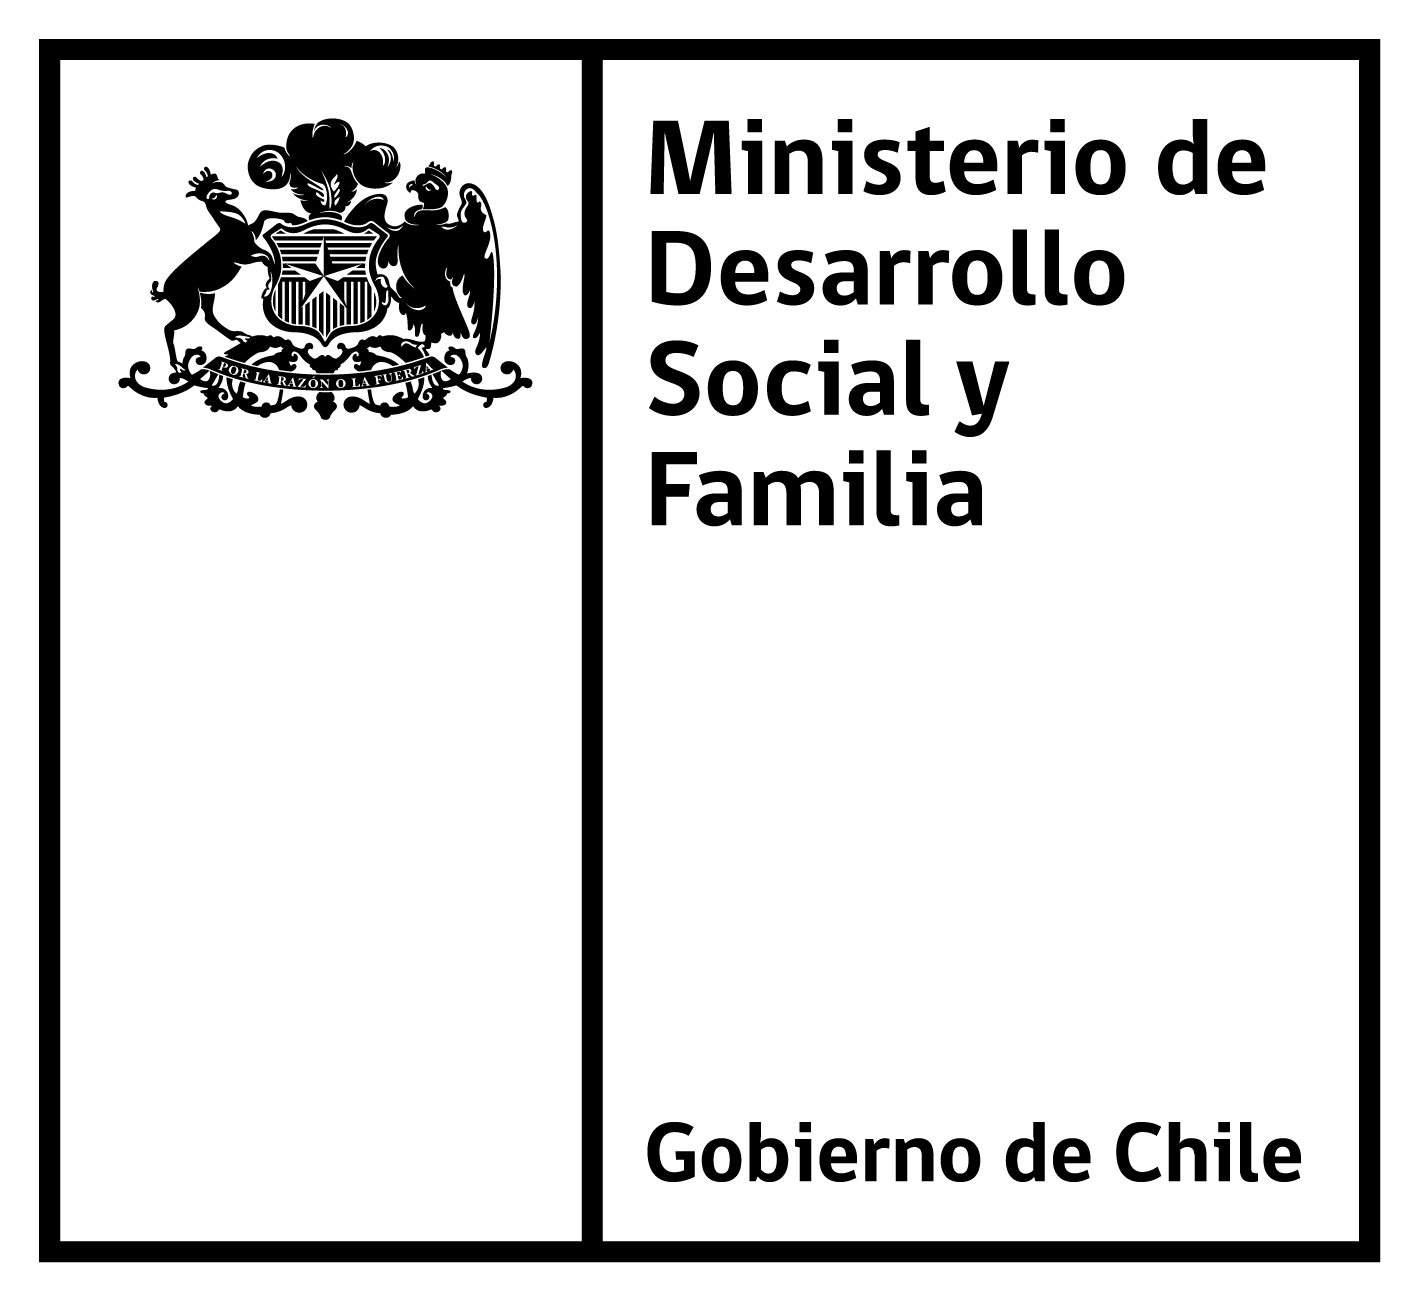 POR LA RAZÓN O LA FUERZA
Ministerio de
Desarrollo
Social y
Familia
Gobierno de Chile